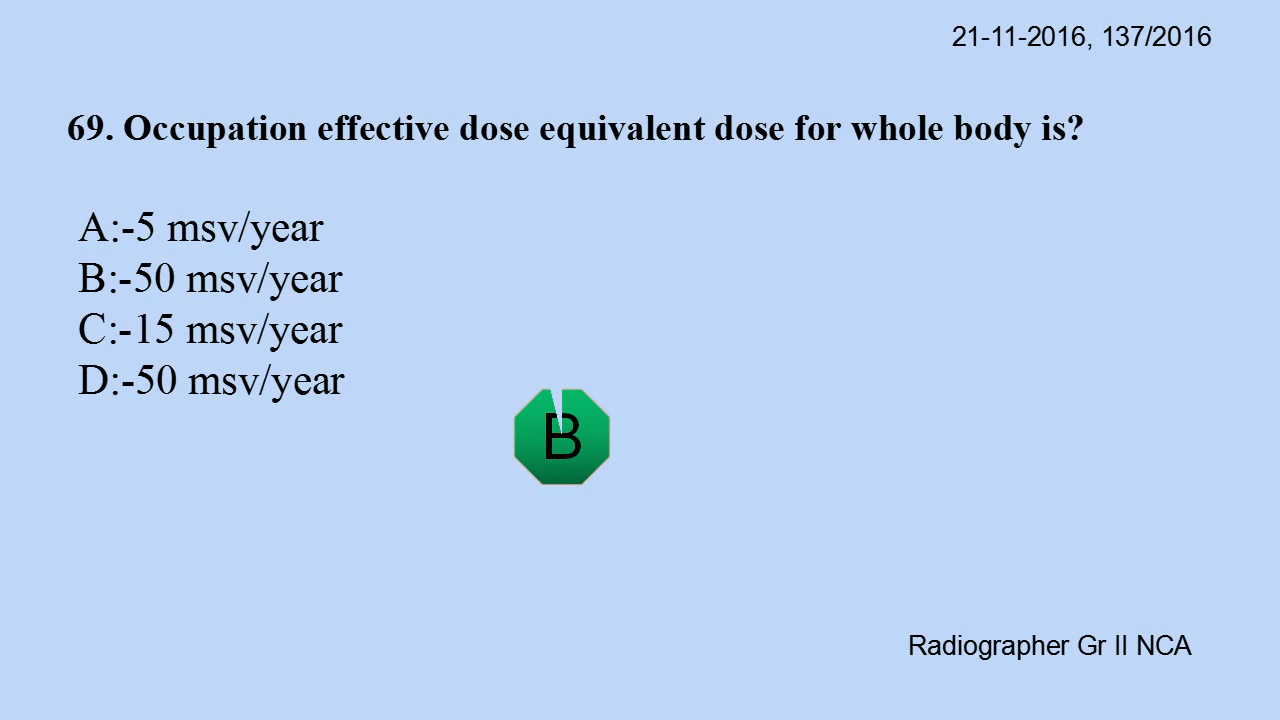 21-11-2016, 137/2016
69. Occupation effective dose equivalent dose for whole body is?
A:-5 msv/year
B:-50 msv/year
C:-15 msv/year
D:-50 msv/year
B
Radiographer Gr II NCA